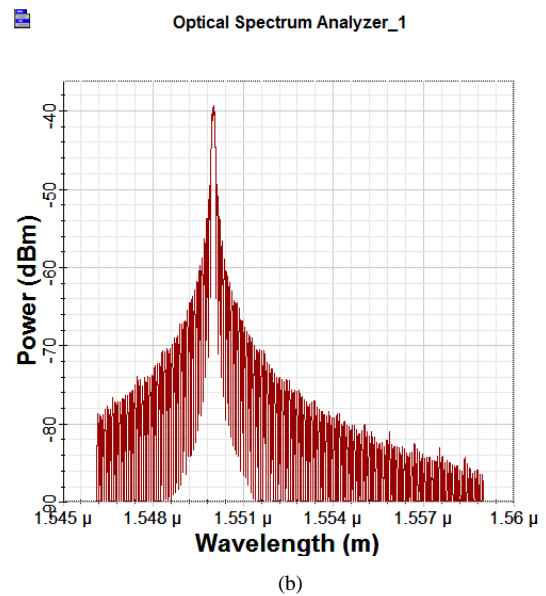 Optical Spectrum Analyzer_1
Power (dBm)
-40
-50
-60
-70
-80
-90
1.545 µ 1.548 µ 1.551 µ 1.554 µ 1.557 µ 1.56 µ
Wavelength (m)
(b)